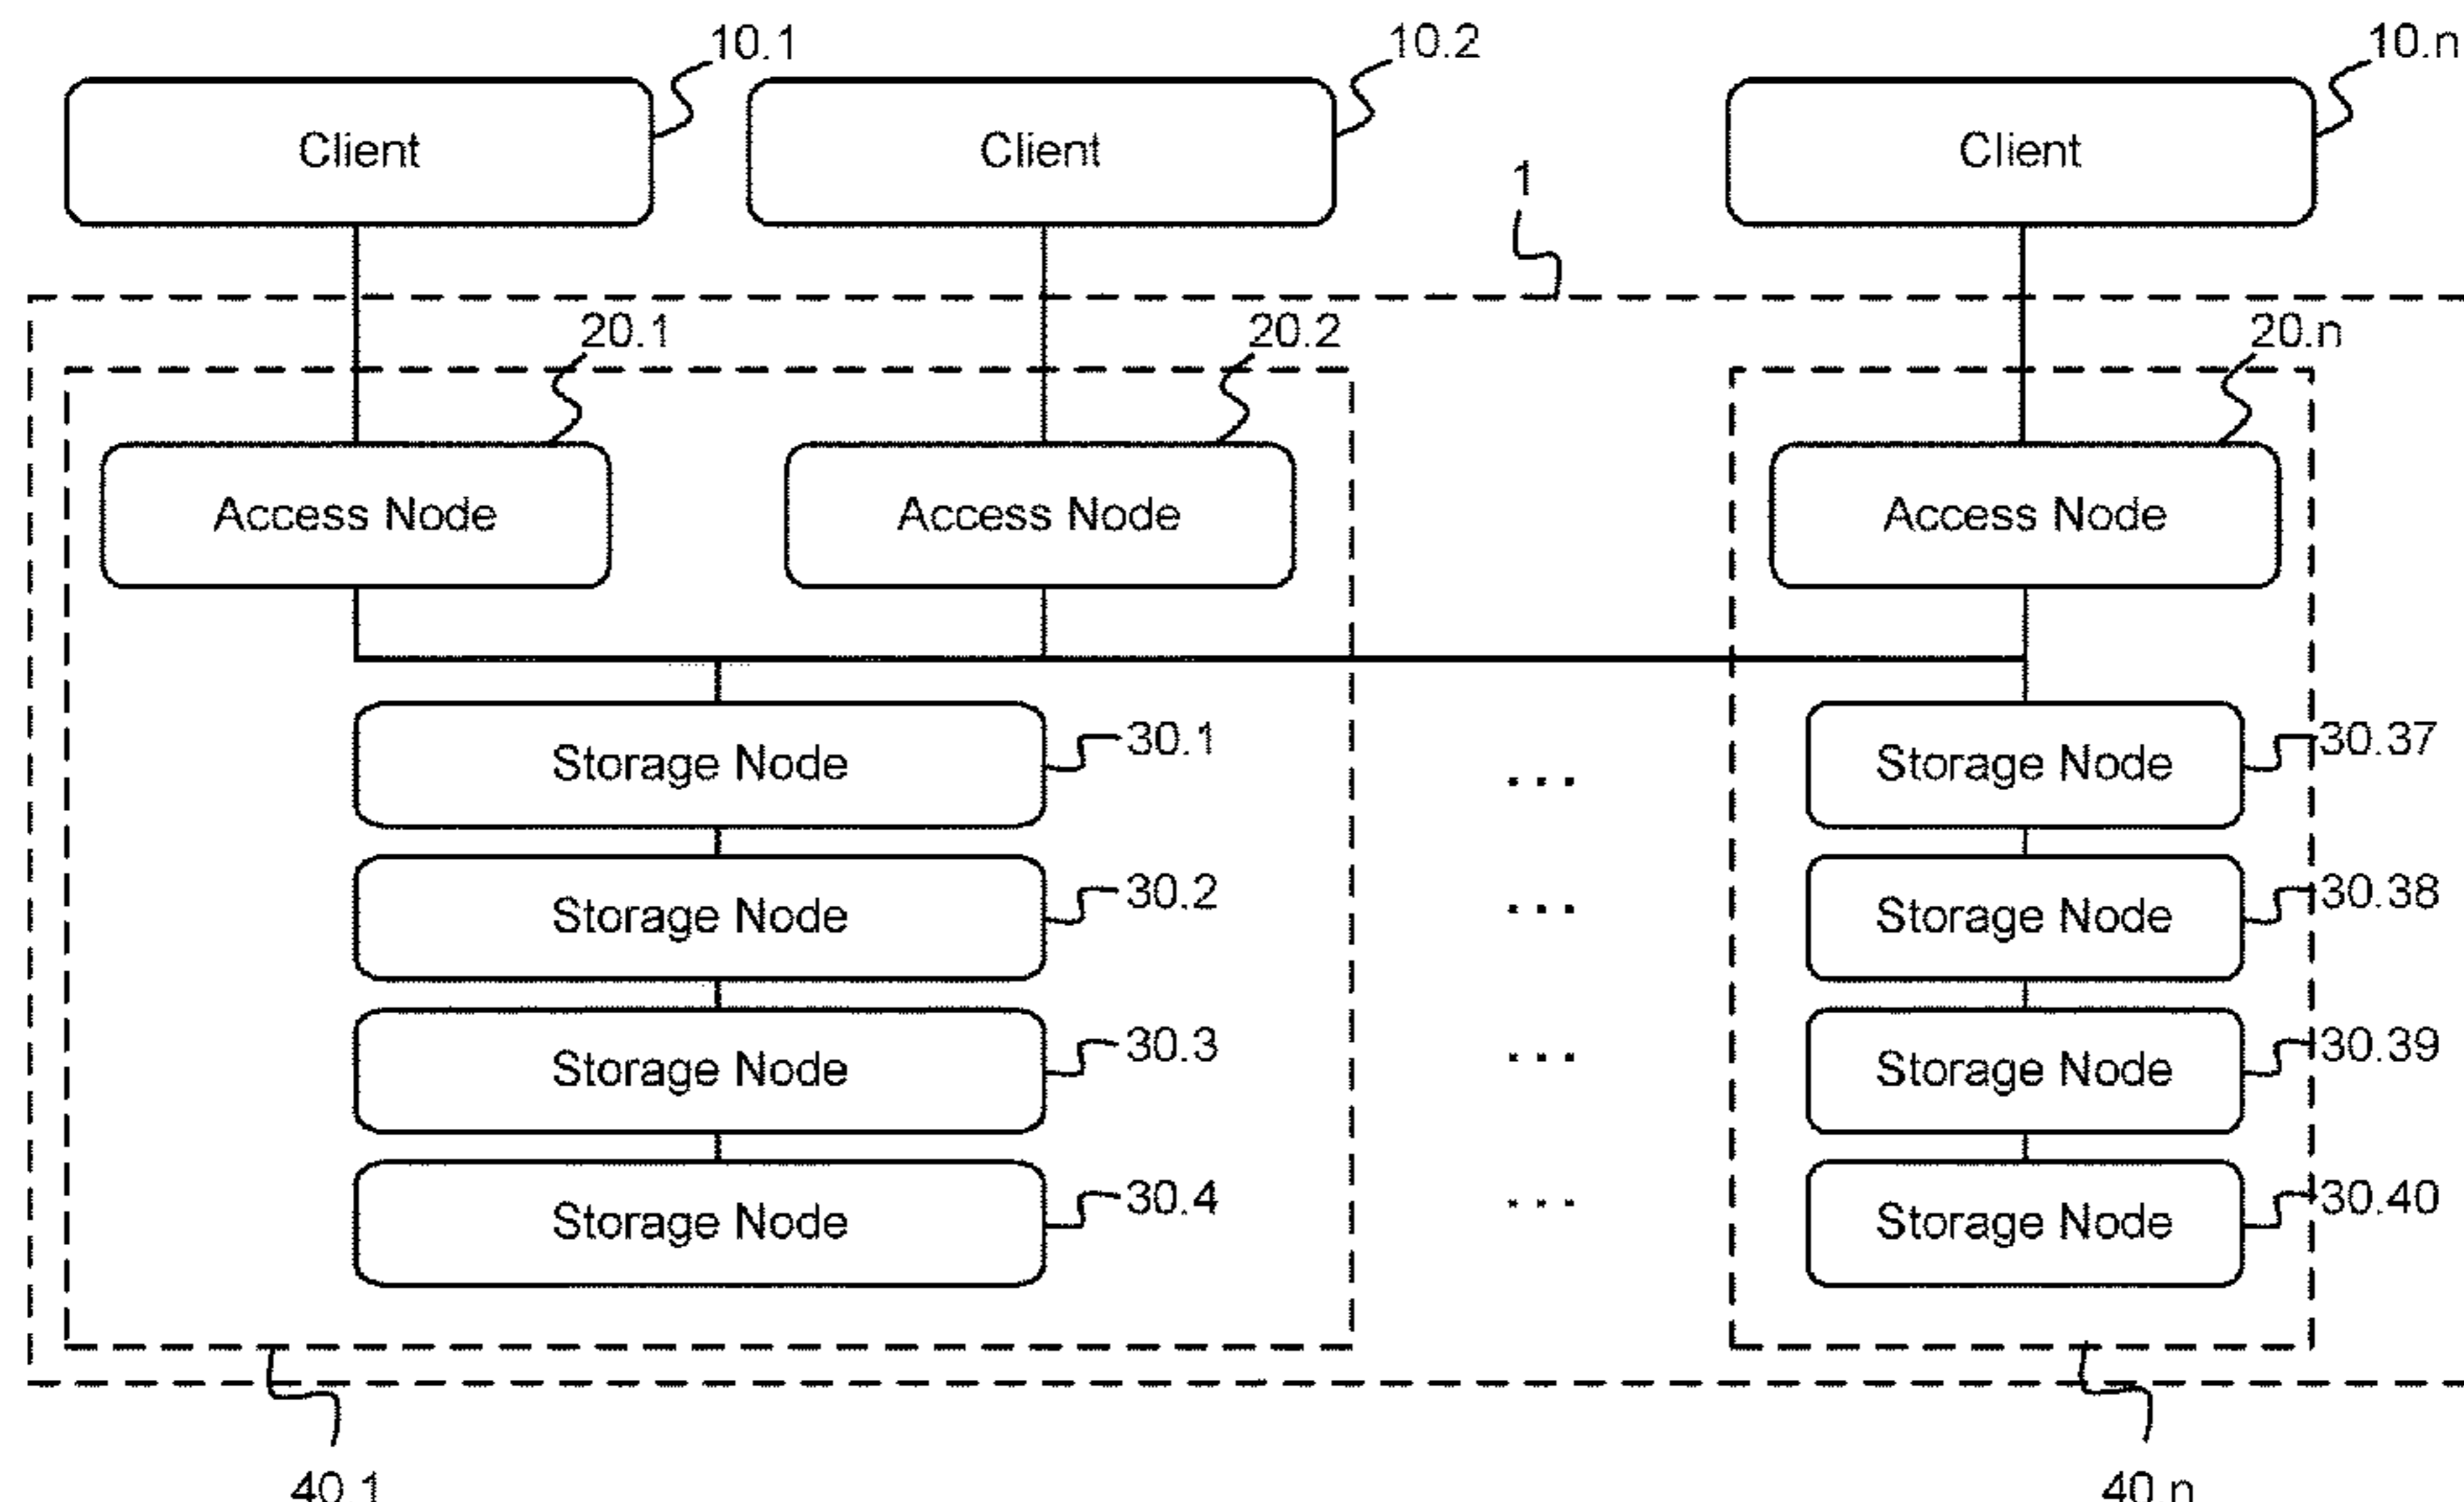 10.1
10.2
10.n
Client
Client
Client
1
20.1
20.2
20.n
Access Node
Access Node
Access Node
Storage Node
30.1
...
Storage Node
30.37
Storage Node
30.2
...
Storage Node
30.38
Storage Node
30.3
...
Storage Node
30.39
Storage Node
30.4
...
Storage Node
30.40
40.1
40.n